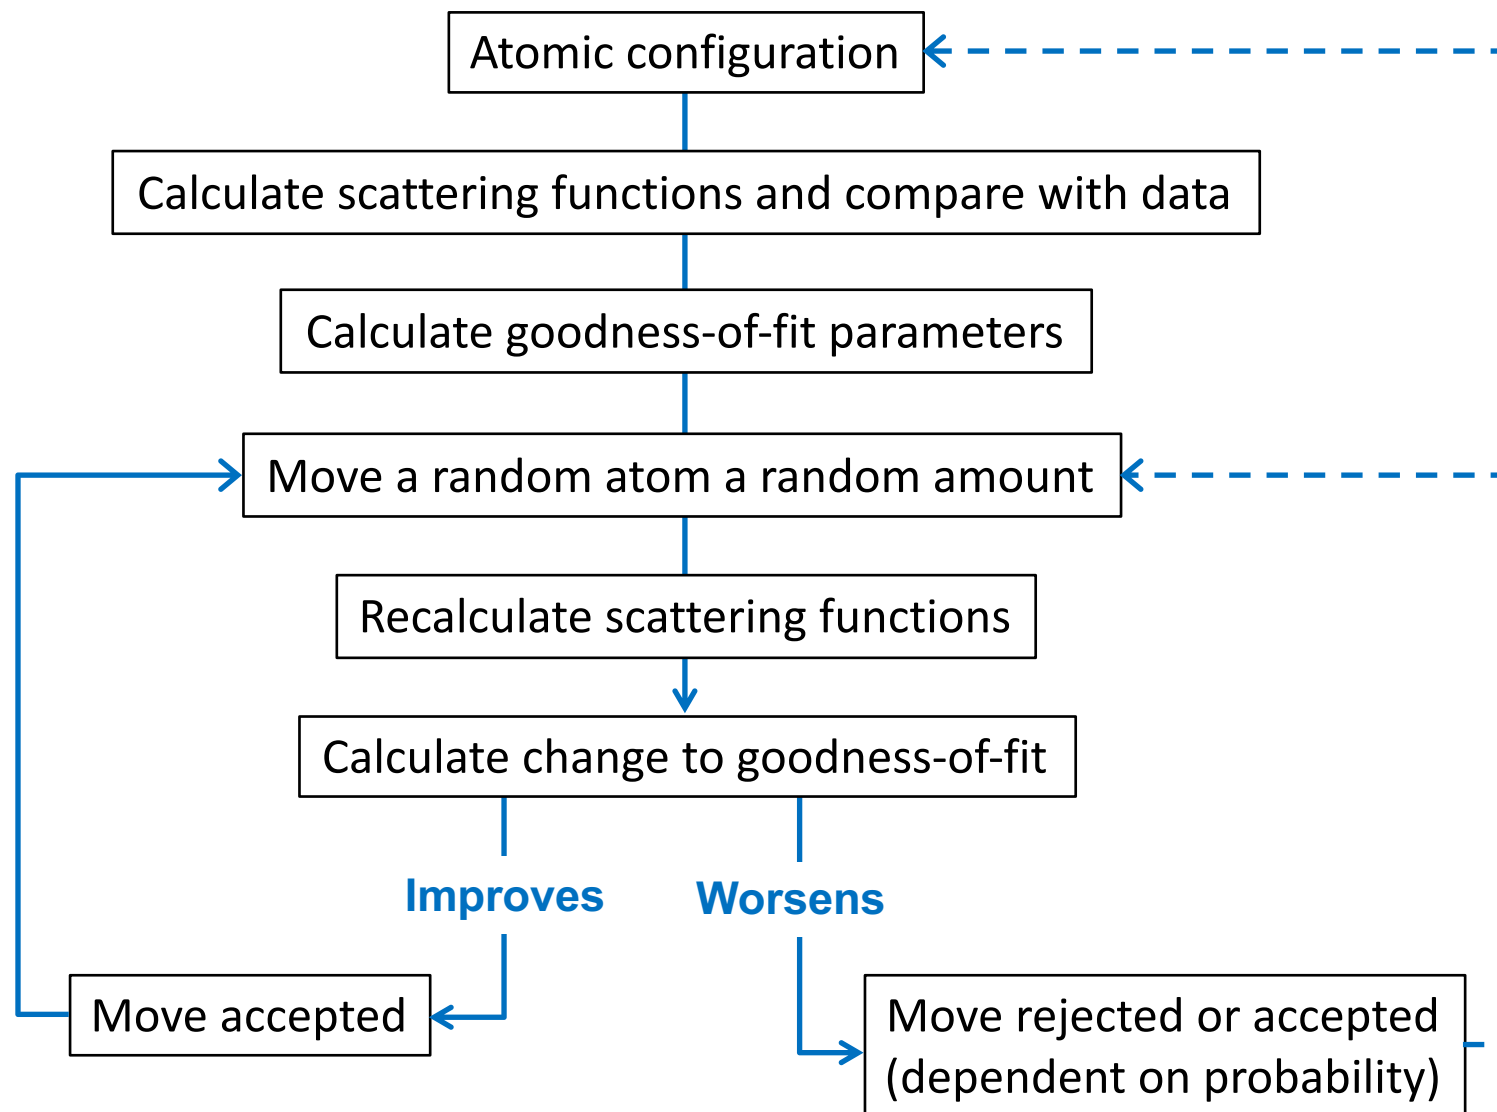 Atomic configuration
Calculate scattering functions and compare with data
Calculate goodness-of-fit parameters
Move a random atom a random amount
Recalculate scattering functions
Calculate change to goodness-of-fit
Improves
Worsens
Move accepted
Move rejected or accepted
(dependent on probability)